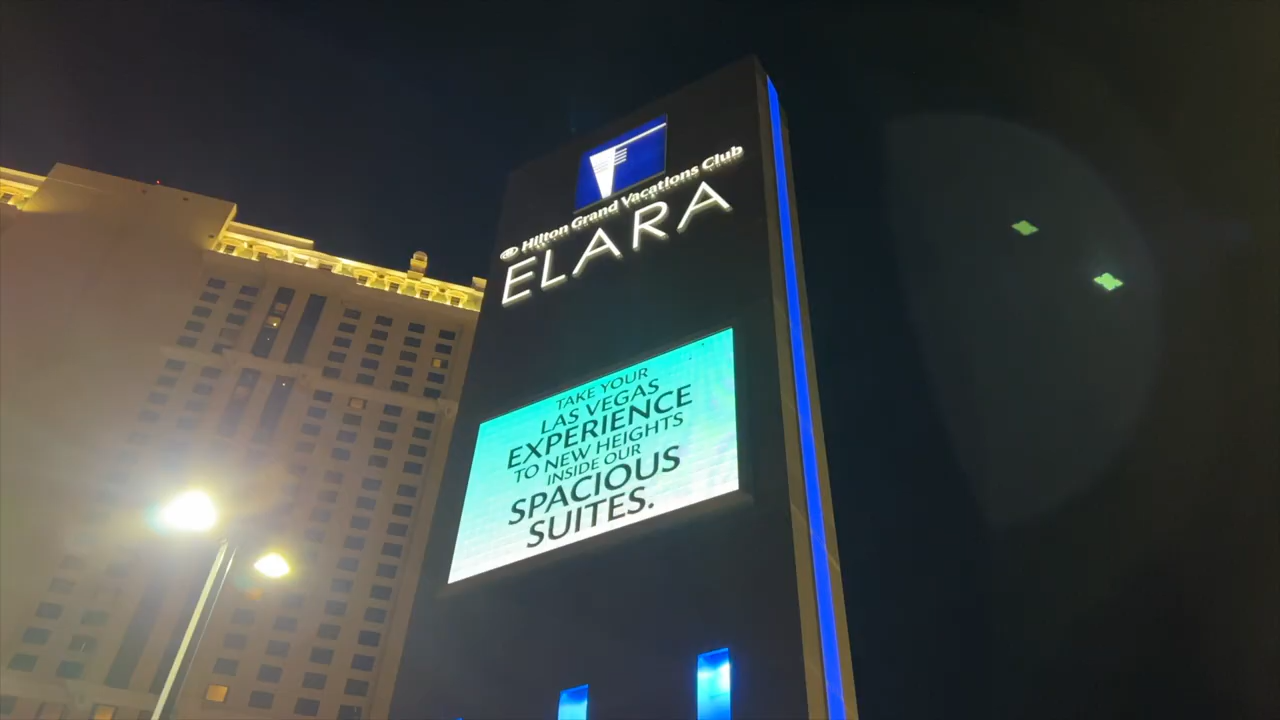 Hilton Grand Vacations Club
ELARA
TAKE YOUR
LAS VEGAS
EXPERIENCE
TO NEW HEIGHTS
INSIDE OUR
SPACIOUS
SUITES.